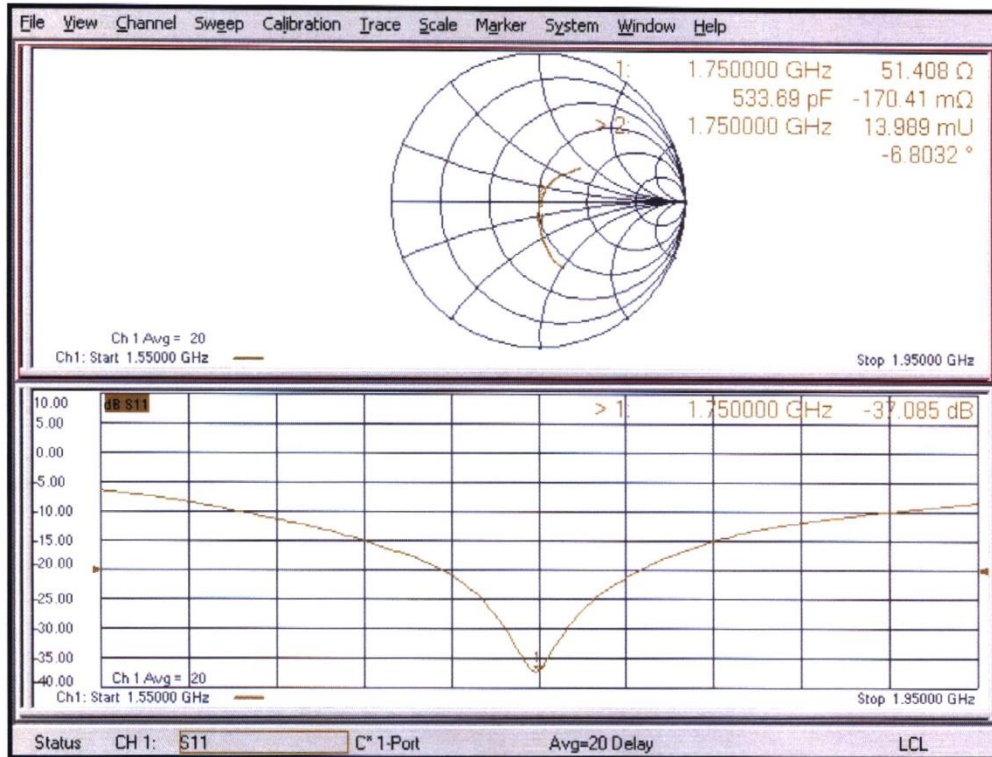 File View Channel Sweep Calibration Trace Scale Marker System Window Help
1: 1.750000 GHz 51.408 Ω
533.69 pF -170.41 mΩ
> 2: 1.750000 GHz 13.989 mU
-6.8032 °
Ch 1 Avg = 20
Ch1: Start 1.55000 GHz
Stop 1.95000 GHz
10.00
dB S11
> 1: 1.750000 GHz -37.085 dB
5.00
0.00
-5.00
-10.00
-15.00
-20.00
-25.00
-30.00
-35.00
1
-40.00
Ch 1 Avg = 20
Ch1: Start 1.55000 GHz
Stop 1.95000 GHz
Status CH 1: S11 C* 1-Port Avg=20 Delay LCL